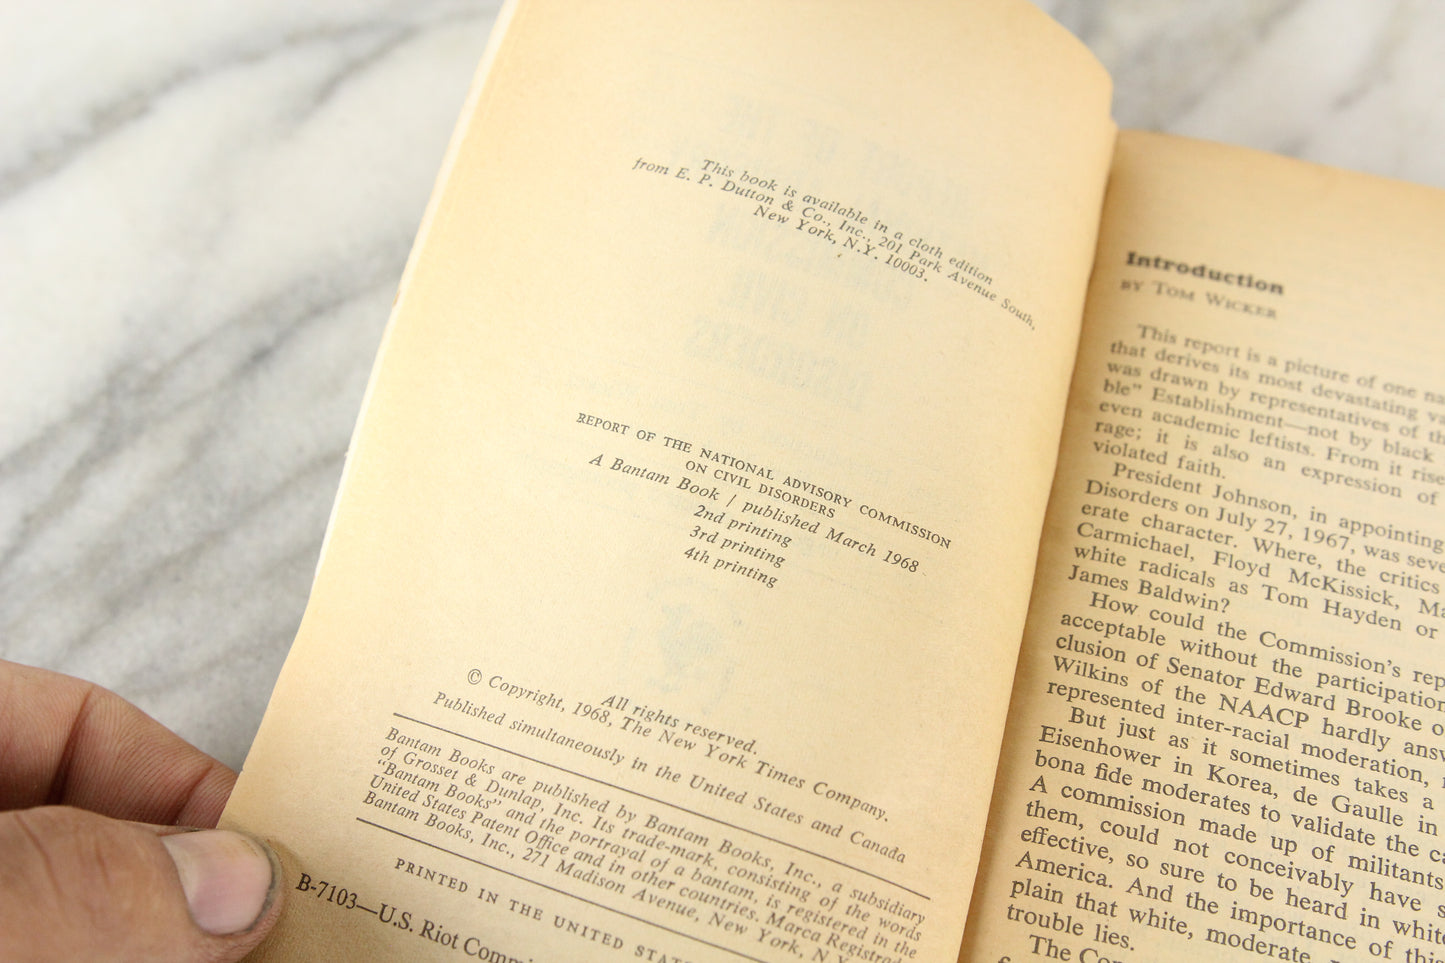 This book is available in a cloth edition
from E. P. Dutton & Co., Inc., 201 Park Avenue South,
New York, N.Y. 10003.
REPORT OF THE NATIONAL ADVISORY COMMISSION
ON CIVIL DISORDERS
A Bantam Book / published March 1968
2nd printing
3rd printing
4th printing
All rights reserved.
© Copyright, 1968, The New York Times Company.
Published simultaneously in the United States and Canada
Bantam Books are published by Bantam Books, Inc., a subsidiary
of Grosset & Dunlap, Inc. Its trade-mark, consisting of the words
"Bantam Books" and the portrayal of a bantam, is registered in the
United States Patent Office and in other countries. Marca Registrad
Bantam Books, Inc., 271 Madison Avenue, New York, N.Y.
PRINTED IN THE UNITED STAT
B-7103—U.S. Riot Comm
Introduction
BY TOM WICKER
This report is a picture of one na
that derives its most devastating va
was drawn by representatives of th
ble" Establishment—not by black
even academic leftists. From it rise
rage; it is also an expression of
violated faith.
President Johnson, in appointing
Disorders on July 27, 1967, was seve
erate character. Where, the critics
Carmichael, Floyd McKissick, Ma
white radicals as Tom Hayden or
James Baldwin?
How could the Commission's rep
acceptable without the participation
clusion of Senator Edward Brooke o
Wilkins of the NAACP hardly answ
represented inter-racial moderation,
But just as it sometimes takes a
Eisenhower in Korea, de Gaulle in
bona fide moderates to validate the ca
A commission made up of militants
them, could not conceivably have s
effective, so sure to be heard in white
America. And the importance of this
plain that white, moderate,
trouble lies.
The Com